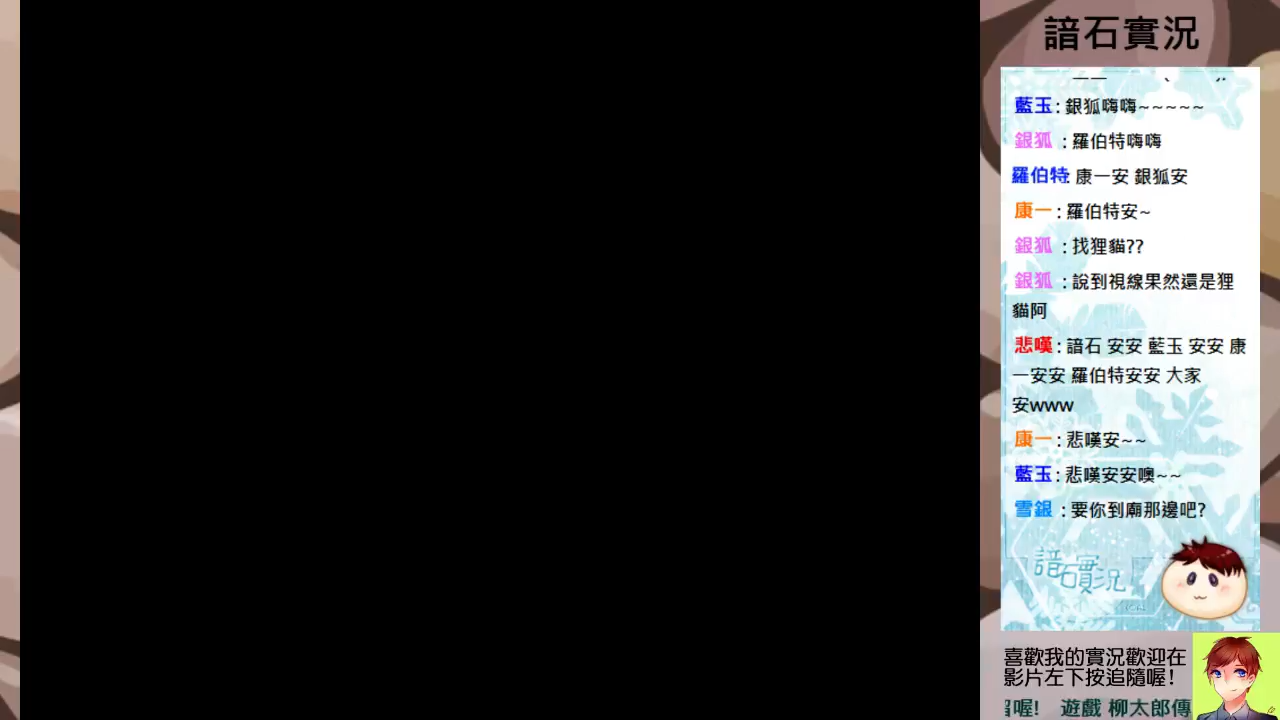 諳石實況
藍玉: 銀狐嗨嗨~~~~~
銀狐 : 羅伯特嗨嗨
羅伯特: 康一安 銀狐安
康一: 羅伯特安~
銀狐 : 找狸貓??
銀狐 : 說到視線果然還是狸
貓阿
悲嘆: 諳石 安安 藍玉 安安 康
一安安 羅伯特安安 大家
安www
康一: 悲嘆安~~
藍玉: 悲嘆安安噢~~
雪銀 : 要你到廟那邊吧?
諳石實況
喜歡我的實況歡迎在
影片左下按追隨喔!
喔! 遊戲 柳太郎傳